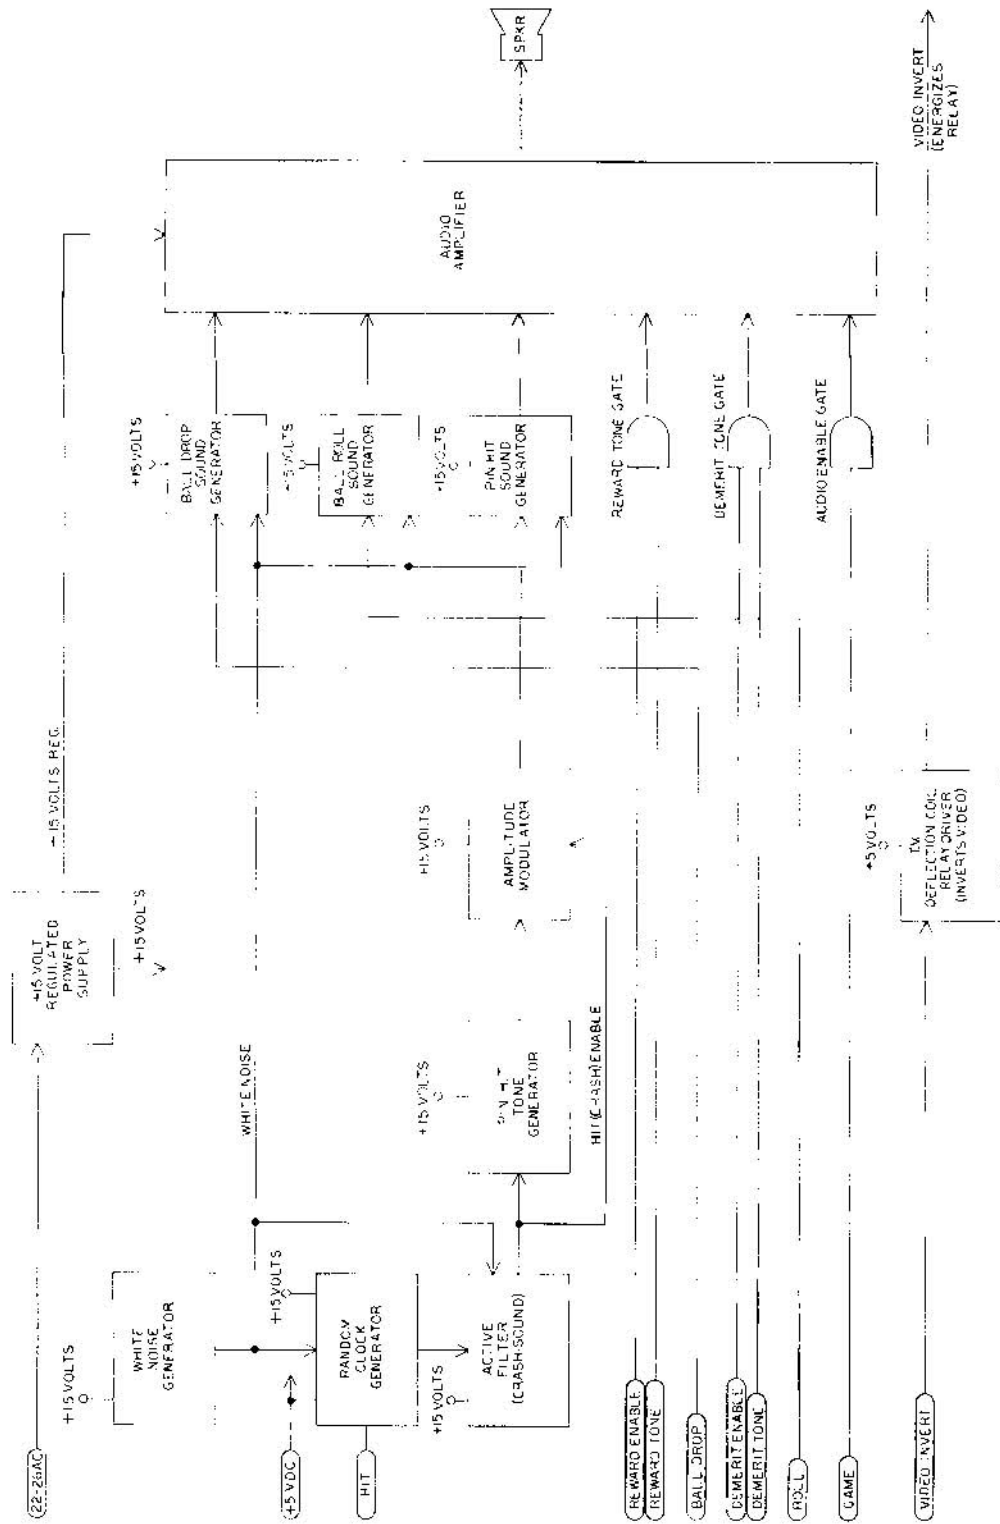 (22-26AC)
+15 VOLT
REGULATED
POWER
SUPPLY
+15 VOLTS REG.
+15 VOLTS
WHITE
NOISE
GENERATOR
+15 VOLTS
+15 VOLTS
BALL DROP
SOUND
GENERATOR
WHITE NOISE
+5 VDC
+15 VOLTS
+15 VOLTS
BALL ROLL
SOUND
GENERATOR
HIT
RANDOM
CLOCK
GENERATOR
+15 VOLTS
ACTIVE
FILTER
(CRASH-SOUND)
+15 VOLTS
PIN HIT
TONE
GENERATOR
+15 VOLTS
AMPLITUDE
MODULATOR
+15 VOLTS
PIN HIT
SOUND
GENERATOR
AUDIO
AMPLIFIER
SPKR
HIT (CRASH) ENABLE
REWARD ENABLE
REWARD TONE
REWARD TONE GATE
BALL DROP
DEMERIT ENABLE
DEMERIT TONE
DEMERIT TONE GATE
ROLL
GAME
AUDIO ENABLE GATE
+5 VOLTS
VIDEO INVERT
T.V.
DEFLECTION COIL
RELAY DRIVER
(INVERTS VIDEO)
VIDEO INVERT
(ENERGIZES
RELAY)